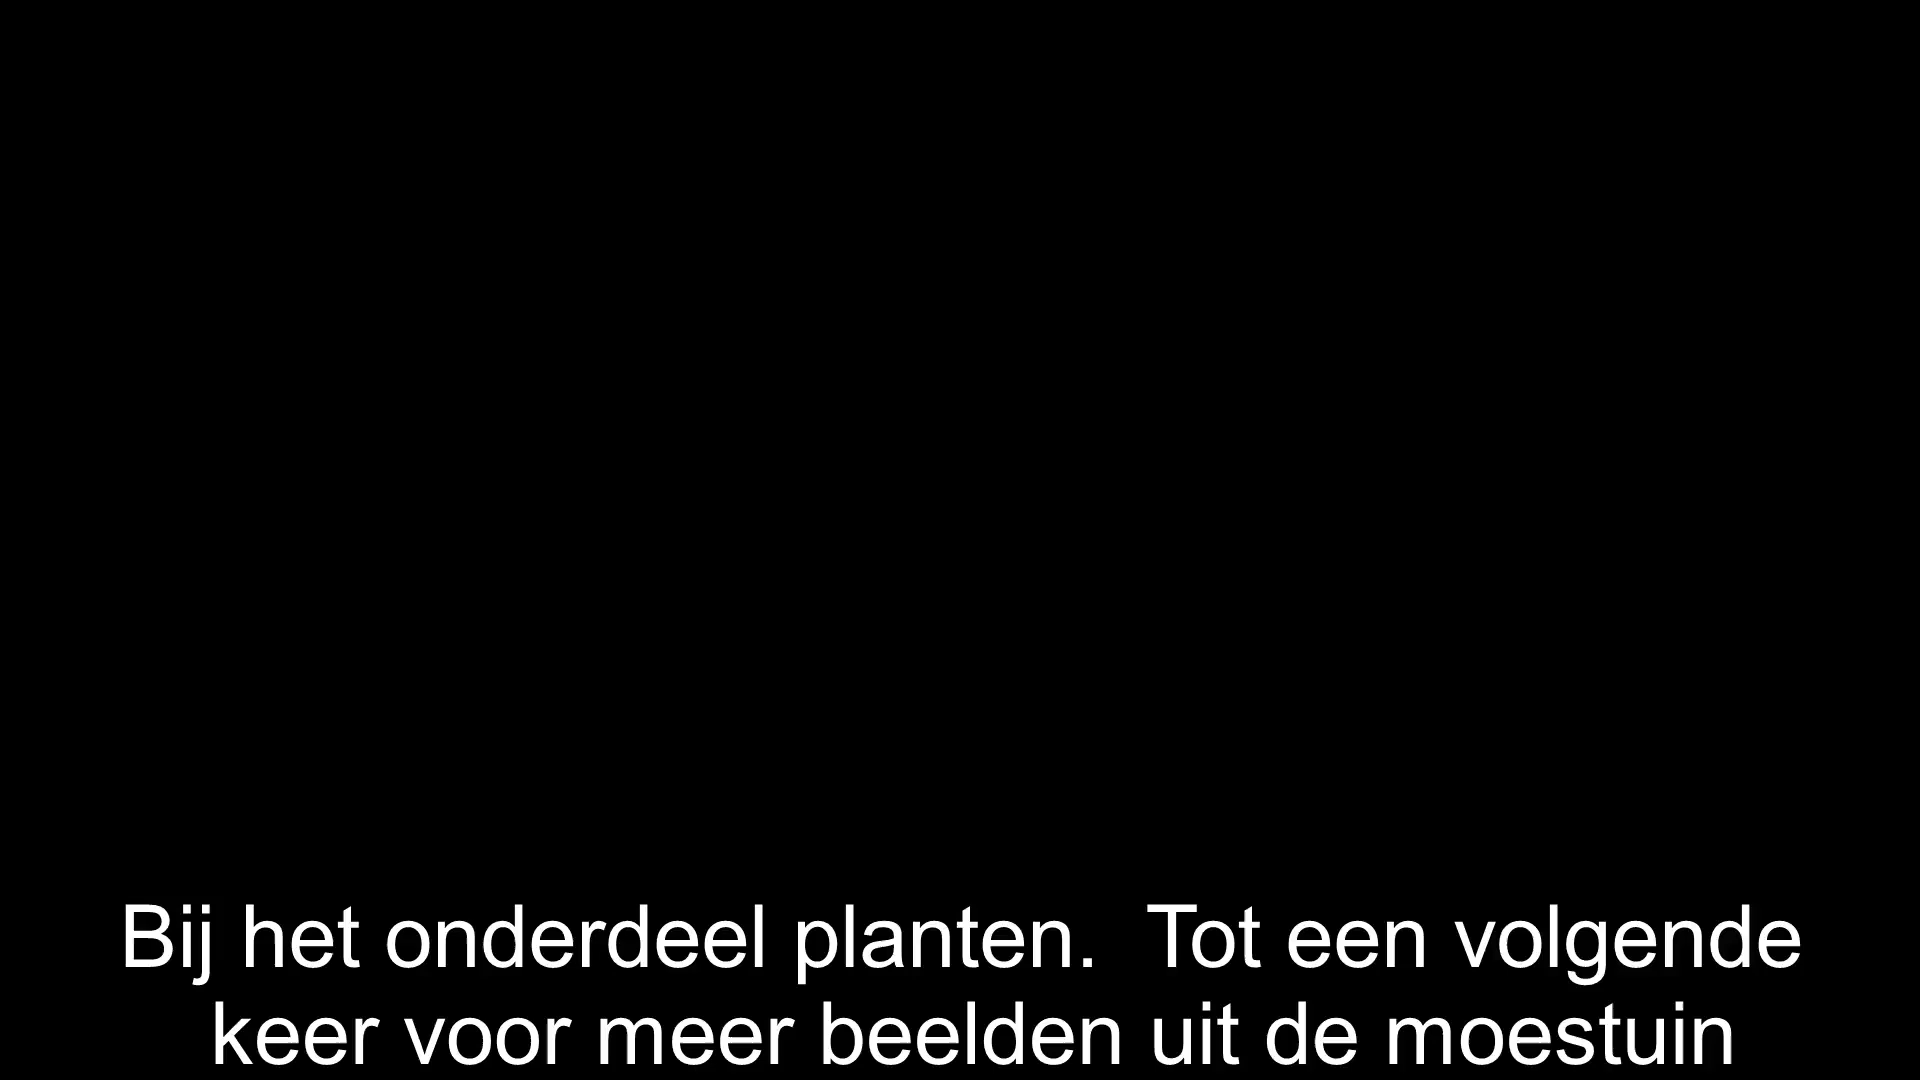 Bij het onderdeel planten.  Tot een volgende
keer voor meer beelden uit de moestuin